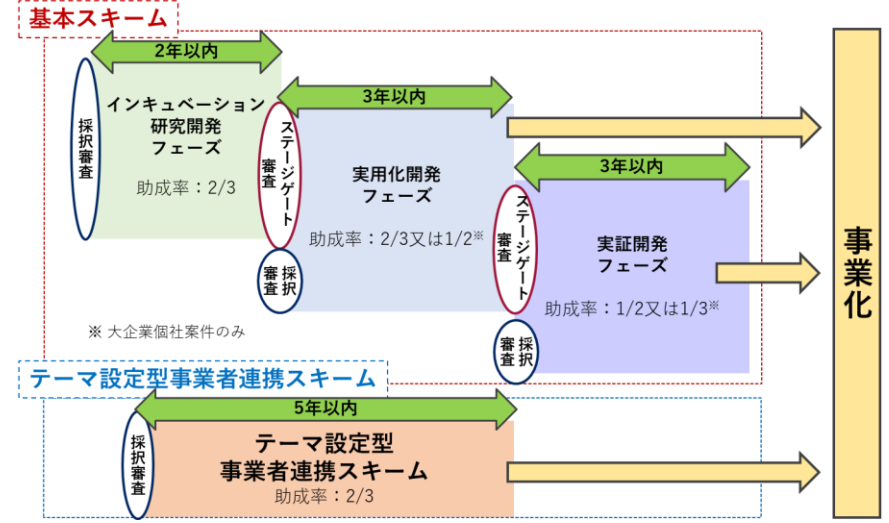 基本スキーム
2年以内
採択審査
インキュベーション
研究開発
フェーズ
助成率：2/3
3年以内
ステージゲート
審査
採択
審査
実用化開発
フェーズ
助成率：2/3又は1/2※
3年以内
ステージゲート
審査
採択
審査
実証開発
フェーズ
助成率：1/2又は1/3※
※ 大企業個社案件のみ
事業化
テーマ設定型事業者連携スキーム
5年以内
採択審査
テーマ設定型
事業者連携スキーム
助成率：2/3